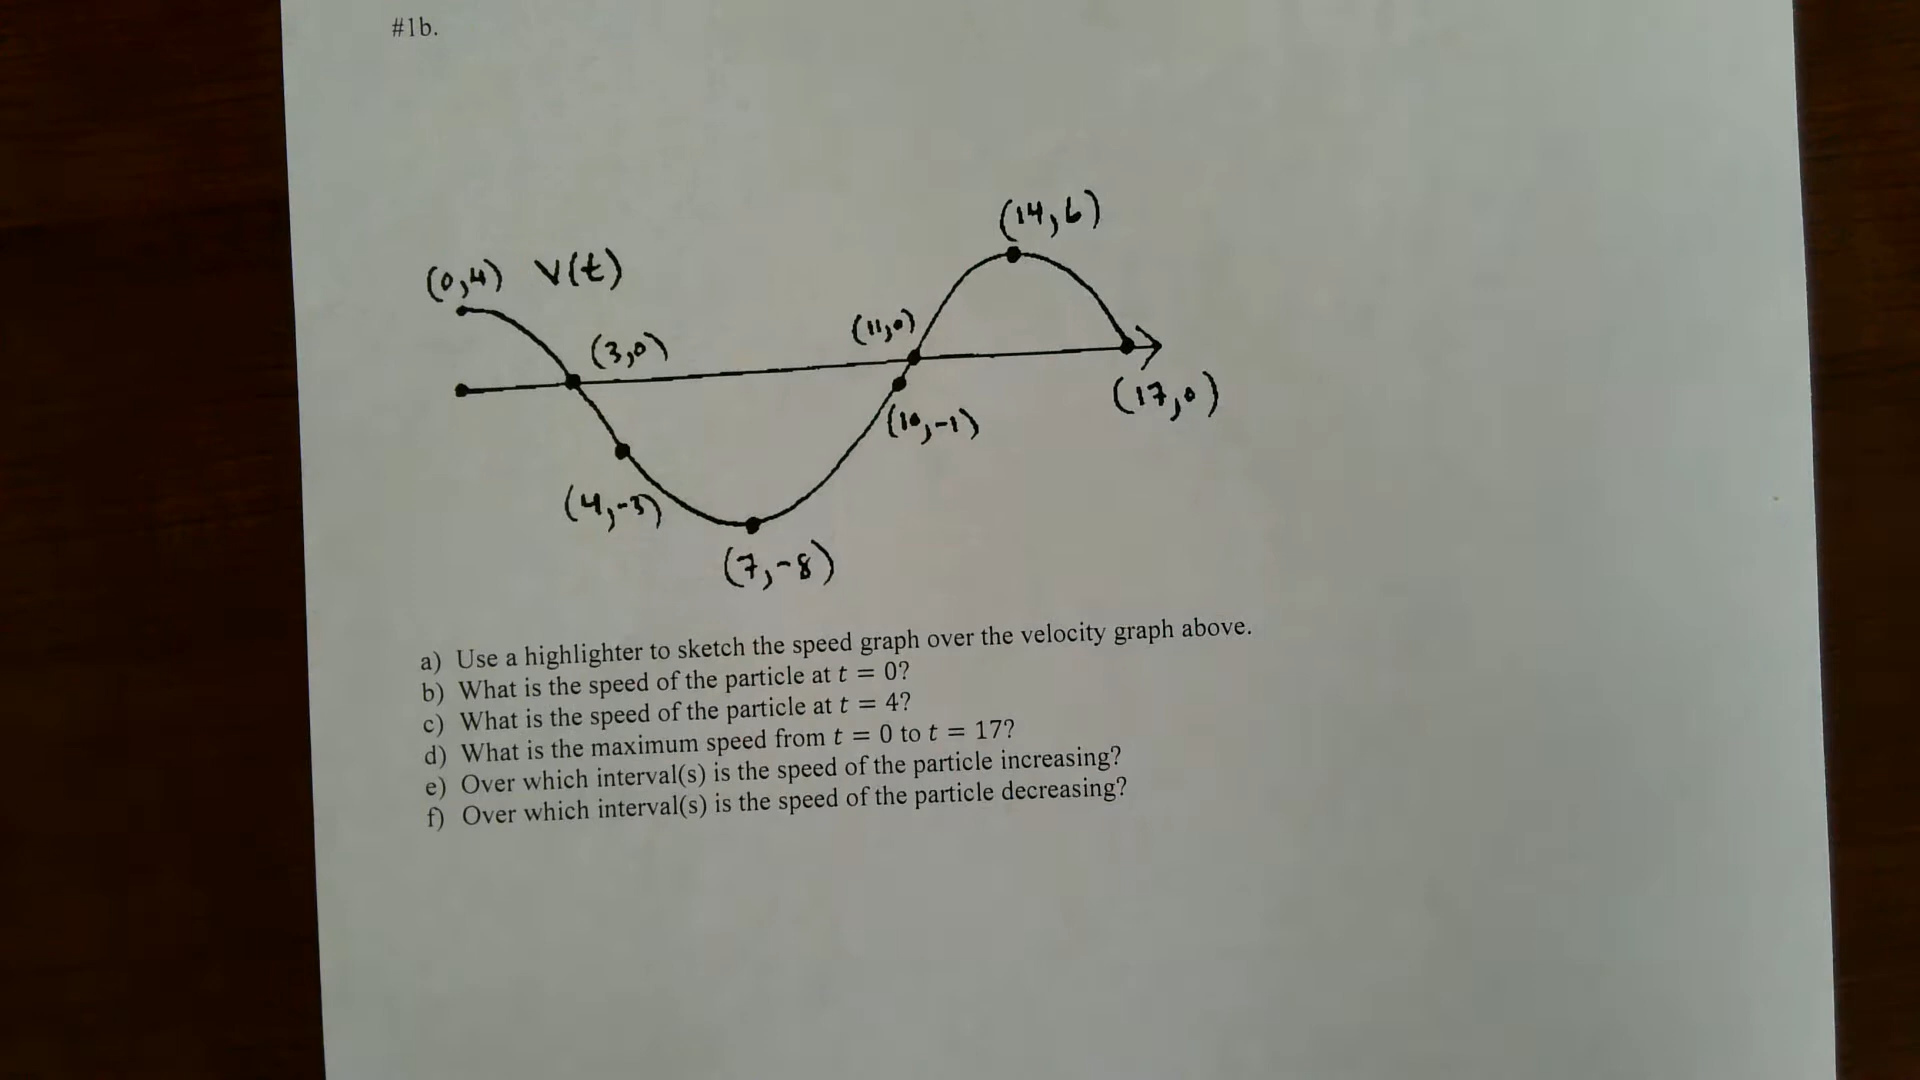 #1b.
(14,6)
(0,4) V(t)
(11,0)
(3,0)
(17,0)
(10,-1)
(4,-3)
(7,-8)
a) Use a highlighter to sketch the speed graph over the velocity graph above.
b) What is the speed of the particle at t = 0?
c) What is the speed of the particle at t = 4?
d) What is the maximum speed from t = 0 to t = 17?
e) Over which interval(s) is the speed of the particle increasing?
f) Over which interval(s) is the speed of the particle decreasing?